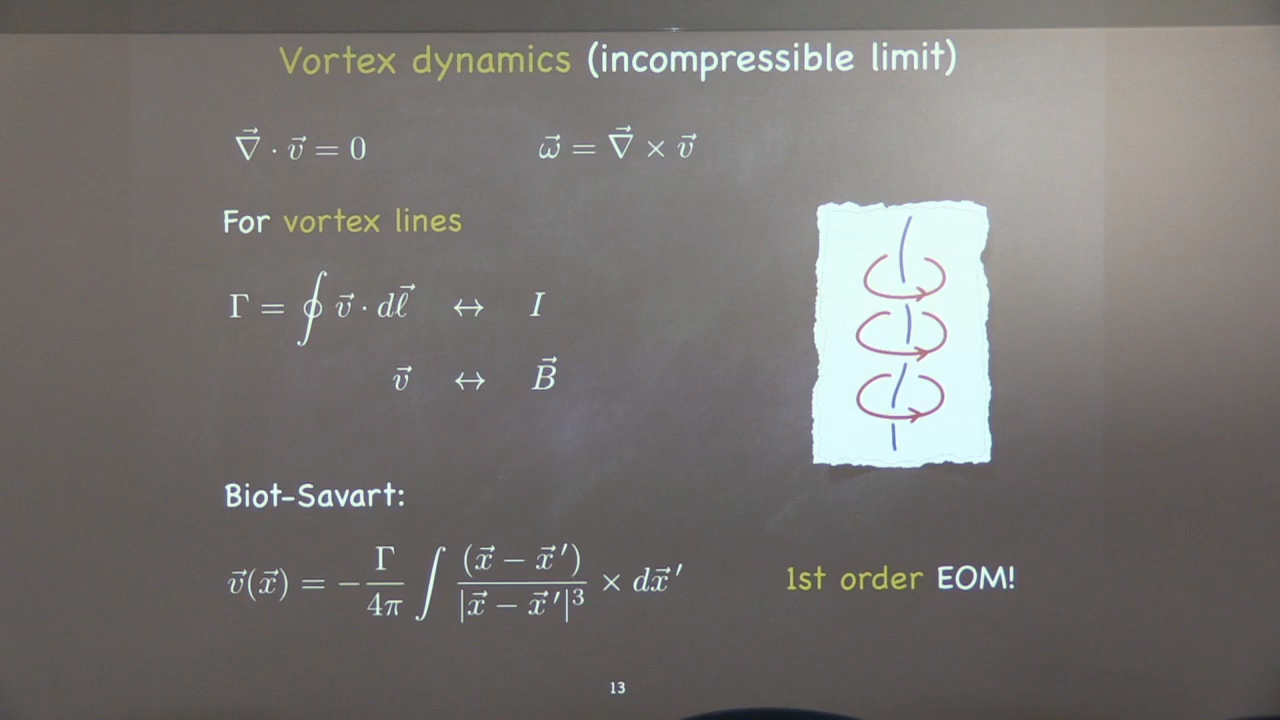 Vortex dynamics (incompressible limit)
∇⃗ · v⃗ = 0    ω⃗ = ∇⃗ × v⃗
For vortex lines
Γ = ∮ v⃗ · dℓ⃗ ↔ I
v⃗ ↔ B⃗
Biot-Savart:
v⃗(x⃗) = −Γ/4π ∫ (x⃗ − x⃗′)/|x⃗ − x⃗′|³ × dx⃗′    1st order EOM!
13